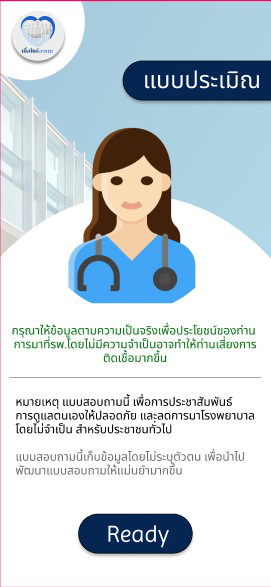 แบบประเมิณ
กรุณาให้ข้อมูลตามความเป็นจริงเพื่อประโยชน์ของท่าน
การมาที่รพ.โดยไม่มีความจำเป็นอาจทำให้ท่านเสี่ยงการ
ติดเชื้อมากขึ้น
หมายเหตุ แบบสอบถามนี้ เพื่อการประชาสัมพันธ์
การดูแลตนเองให้ปลอดภัย และลดการมาโรงพยาบาล
โดยไม่จำเป็น สำหรับประชาชนทั่วไป
แบบสอบถามนี้เก็บข้อมูลโดยไม่ระบุตัวตน เพื่อนำไป
พัฒนาแบบสอบถามให้แม่นยำมากขึ้น
Ready